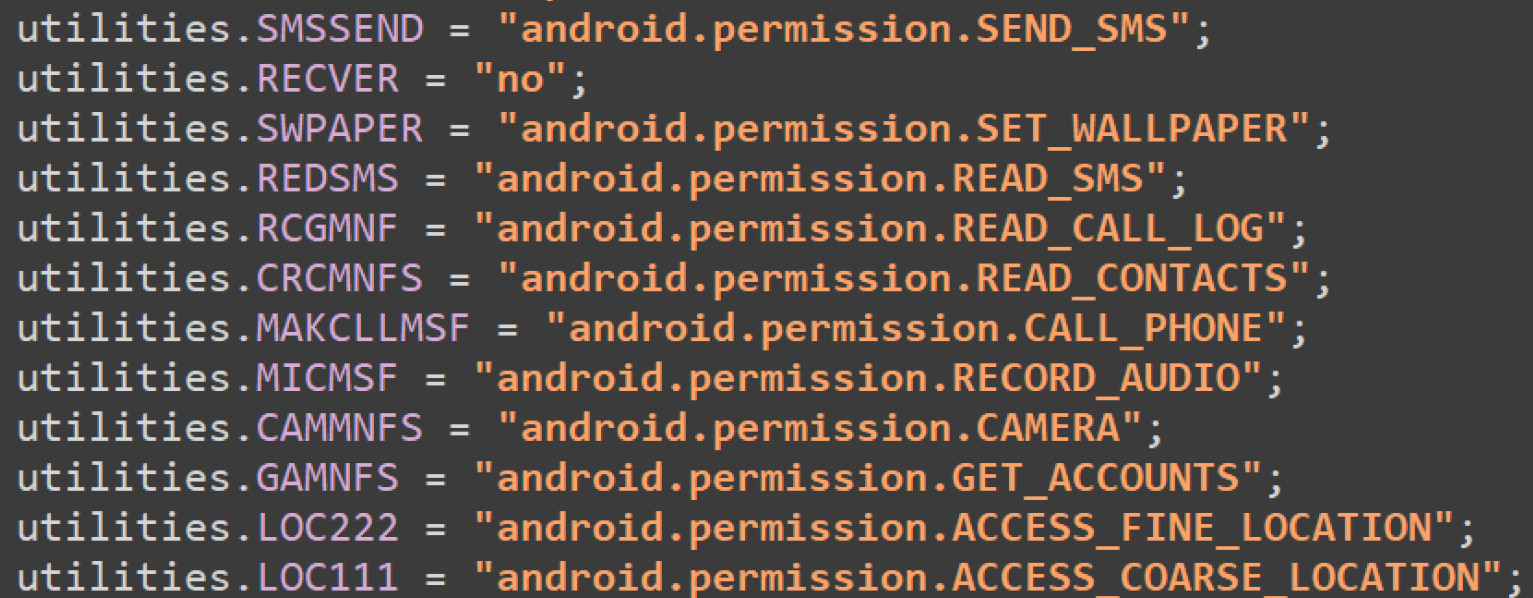 utilities.SMSSEND = "android.permission.SEND_SMS";
utilities.RECVER = "no";
utilities.SWPAPER = "android.permission.SET_WALLPAPER";
utilities.REDSMS = "android.permission.READ_SMS";
utilities.RCGMNF = "android.permission.READ_CALL_LOG";
utilities.CRCMNFS = "android.permission.READ_CONTACTS";
utilities.MAKCLLMSF = "android.permission.CALL_PHONE";
utilities.MICMSF = "android.permission.RECORD_AUDIO";
utilities.CAMMNFS = "android.permission.CAMERA";
utilities.GAMNFS = "android.permission.GET_ACCOUNTS";
utilities.LOC222 = "android.permission.ACCESS_FINE_LOCATION";
utilities.LOC111 = "android.permission.ACCESS_COARSE_LOCATION";